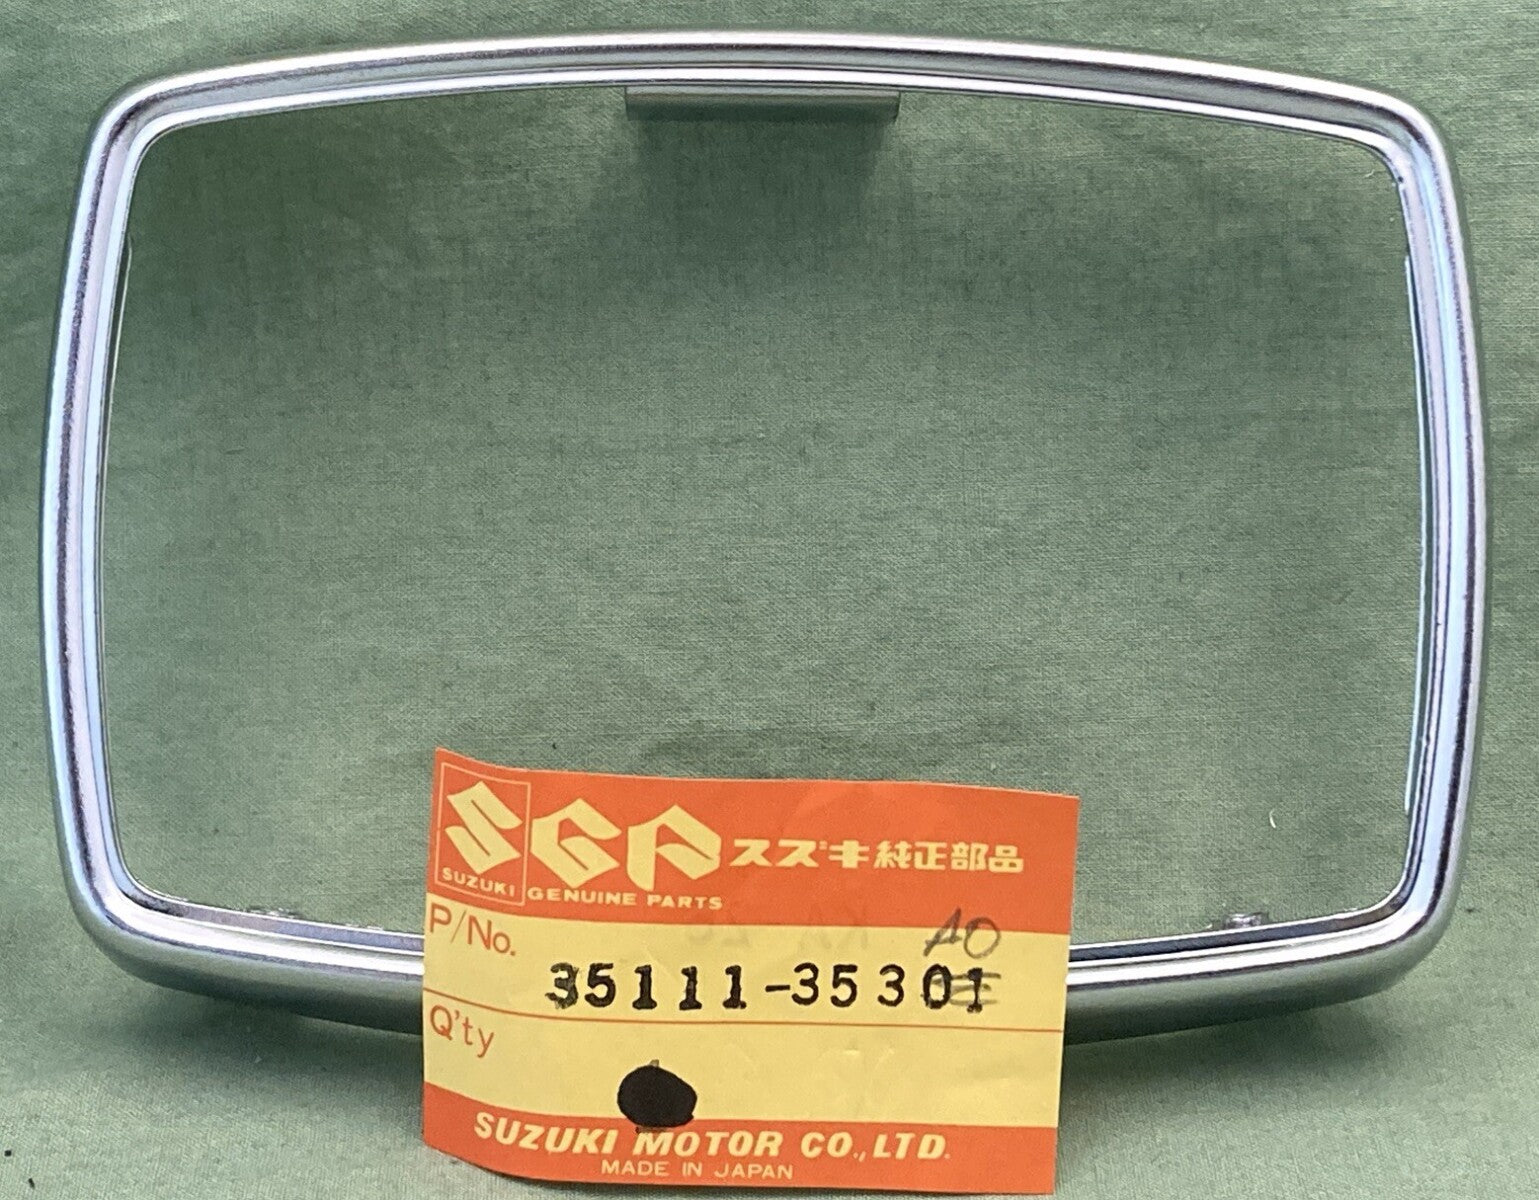 SGP スズキ純正部品
SUZUKI GENUINE PARTS
P/No.
A0
35111-35301
Q'ty
SUZUKI MOTOR CO.,LTD.
MADE IN JAPAN